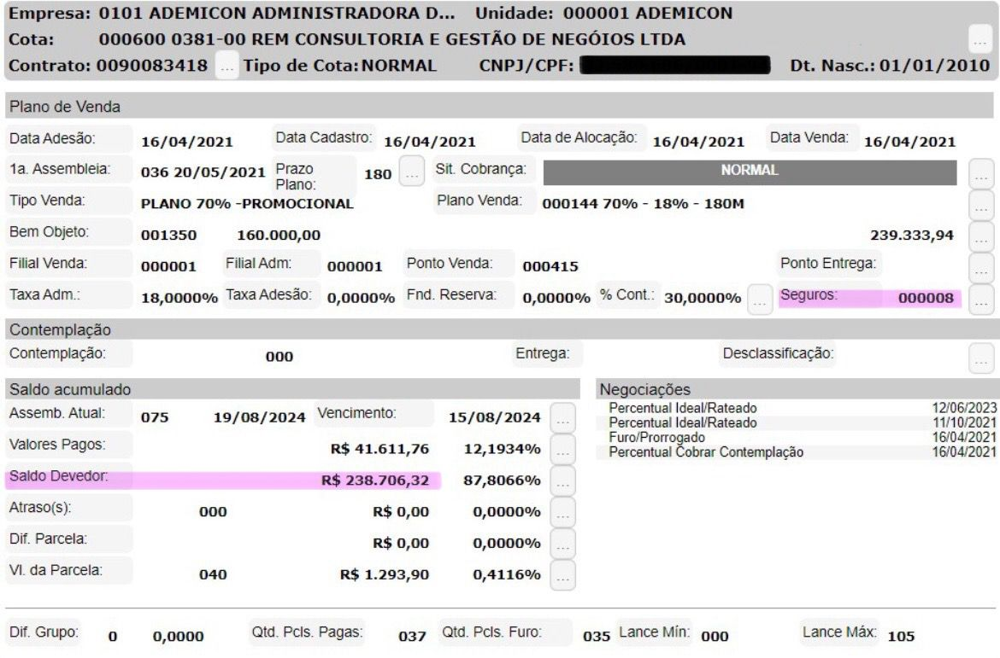 Empresa: 0101 ADEMICON ADMINISTRADORA D... Unidade: 000001 ADEMICON
Cota: 000600 0381-00 REM CONSULTORIA E GESTÃO DE NEGÓIOS LTDA ...
Contrato: 0090083418 ... Tipo de Cota: NORMAL CNPJ/CPF: Dt. Nasc.: 01/01/2010
Plano de Venda
Data Adesão: 16/04/2021 Data Cadastro: 16/04/2021 Data de Alocação: 16/04/2021 Data Venda: 16/04/2021
1a. Assembleia: 036 20/05/2021 Prazo Plano: 180 ... Sit. Cobrança: NORMAL ...
Tipo Venda: PLANO 70% -PROMOCIONAL Plano Venda: 000144 70% - 18% - 180M ...
Bem Objeto: 001350 160.000,00 239.333,94 ...
Filial Venda: 000001 Filial Adm: 000001 Ponto Venda: 000415 Ponto Entrega: ...
Taxa Adm.: 18,0000% Taxa Adesão: 0,0000% Fnd. Reserva: 0,0000% % Cont.: 30,0000% ... Seguros: 000008 ...
Contemplação
Contemplação: 000 Entrega: Desclassificação: ...
Saldo acumulado
Assemb. Atual: 075 19/08/2024 Vencimento: 15/08/2024 ...
Valores Pagos: R$ 41.611,76 12,1934% ...
Saldo Devedor: R$ 238.706,32 87,8066% ...
Atraso(s): 000 R$ 0,00 0,0000% ...
Dif. Parcela: R$ 0,00 0,0000% ...
Vl. da Parcela: 040 R$ 1.293,90 0,4116% ...
Negociações
Percentual Ideal/Rateado 12/06/2023
Percentual Ideal/Rateado 11/10/2021
Furo/Prorrogado 16/04/2021
Percentual Cobrar Contemplação 16/04/2021
Dif. Grupo: 0 0,0000 Qtd. Pcls. Pagas: 037 Qtd. Pcls. Furo: 035 Lance Mín: 000 Lance Máx: 105